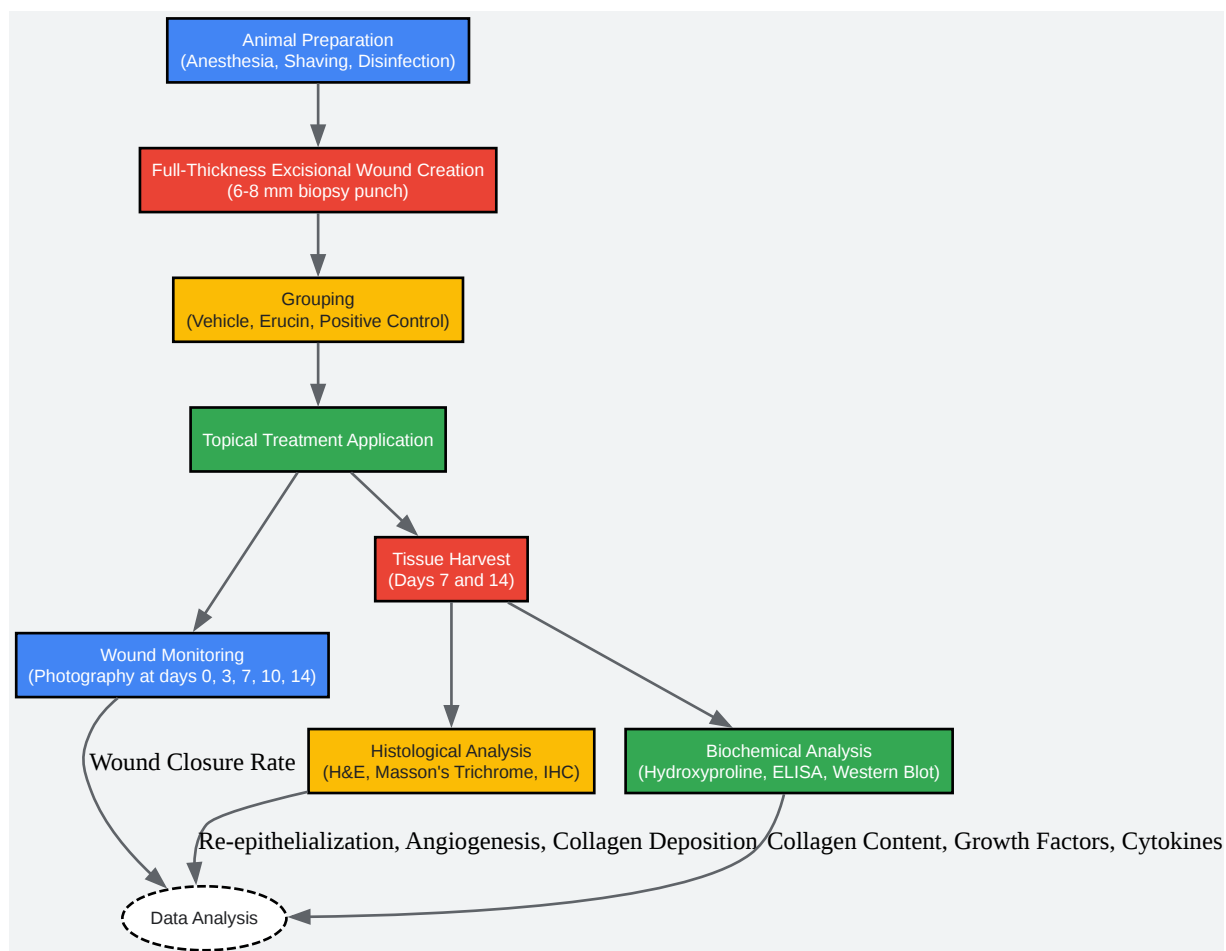 Animal Preparation
(Anesthesia, Shaving, Disinfection)
Full-Thickness Excisional Wound Creation
(6-8 mm biopsy punch)
Grouping
(Vehicle, Erucin, Positive Control)
Topical Treatment Application
Tissue Harvest
(Days 7 and 14)
Wound Monitoring
(Photography at days 0, 3, 7, 10, 14)
Histological Analysis
(H&E, Masson's Trichrome, IHC)
Biochemical Analysis
(Hydroxyproline, ELISA, Western Blot)
Wound Closure Rate
Re-epithelialization, Angiogenesis, Collagen Deposition
Collagen Content, Growth Factors, Cytokines
Data Analysis